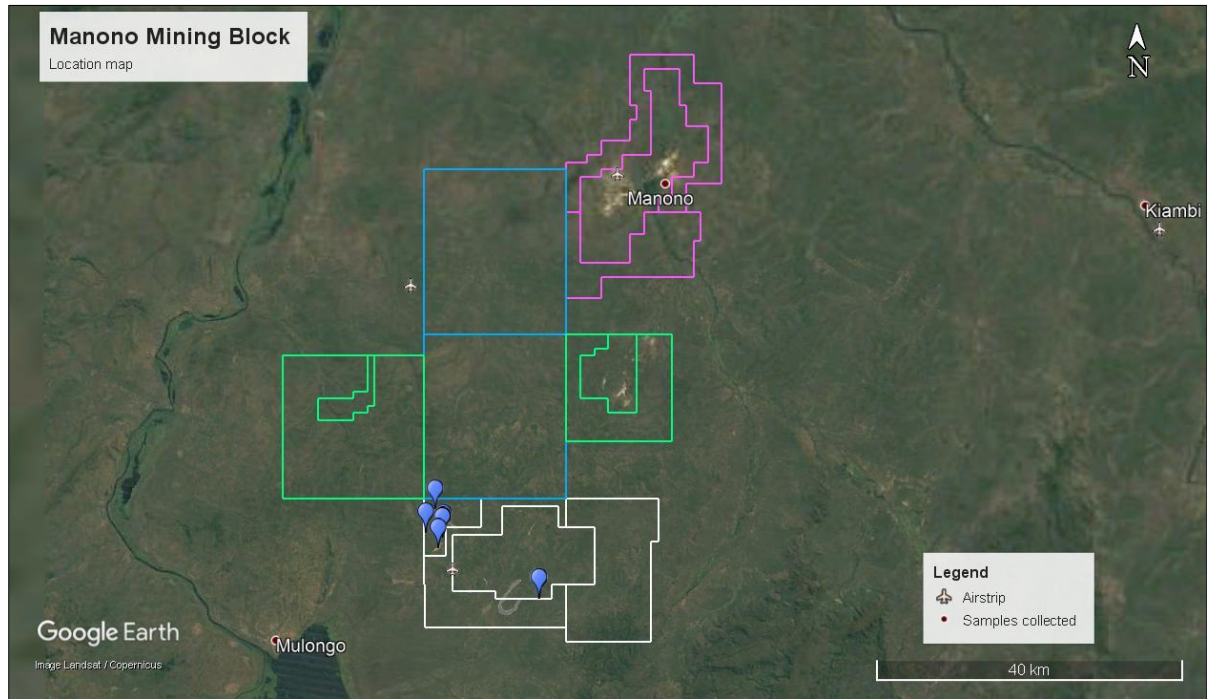 Manono Mining Block
Location map
N
Manono
Kiambi
Mulongo
Legend
Airstrip
Samples collected
Google Earth
Image Landsat / Copernicus
40 km